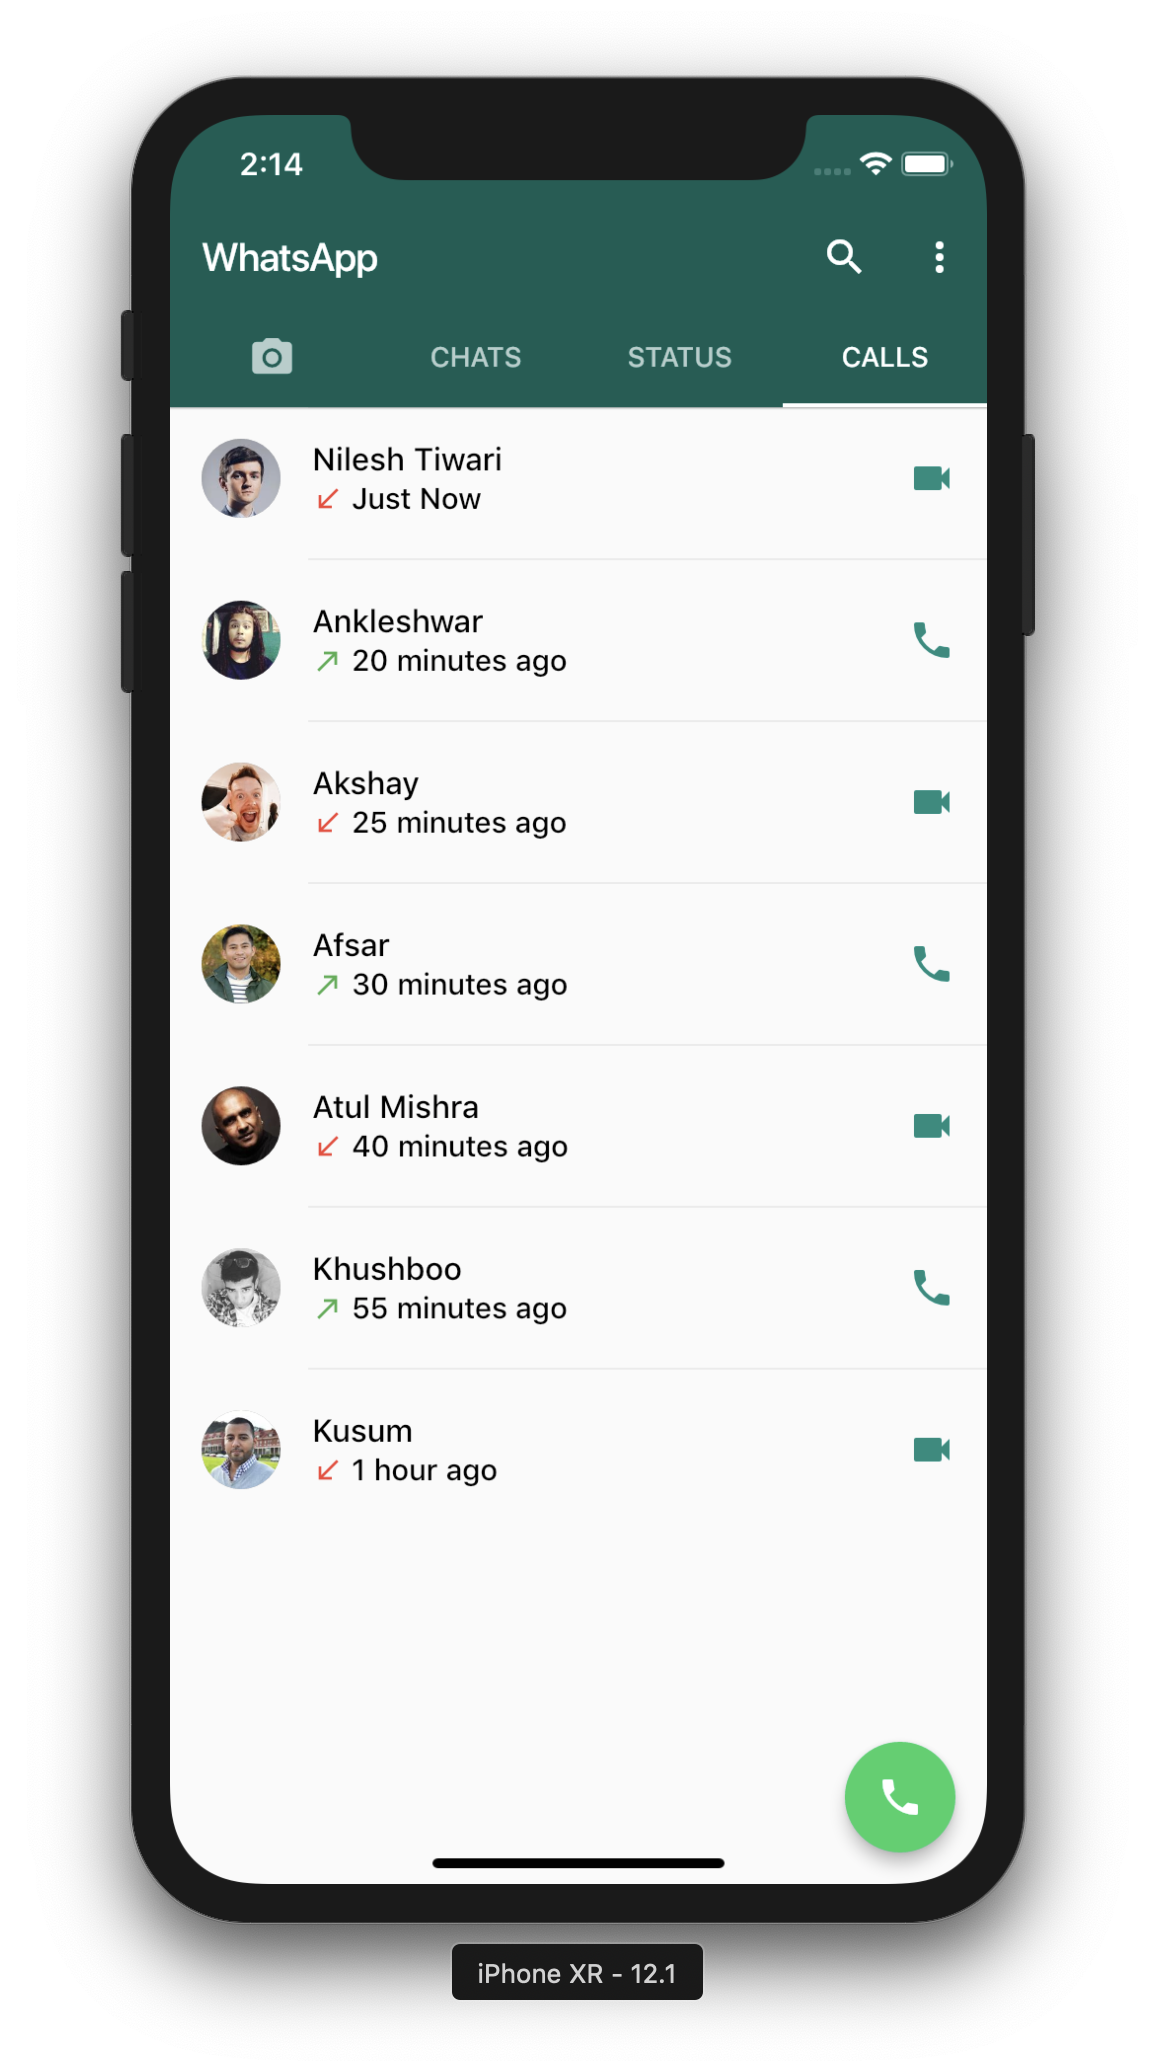 2:14
WhatsApp
CHATS STATUS CALLS
Nilesh Tiwari
Just Now
Ankleshwar
20 minutes ago
Akshay
25 minutes ago
Afsar
30 minutes ago
Atul Mishra
40 minutes ago
Khushboo
55 minutes ago
Kusum
1 hour ago
iPhone XR - 12.1